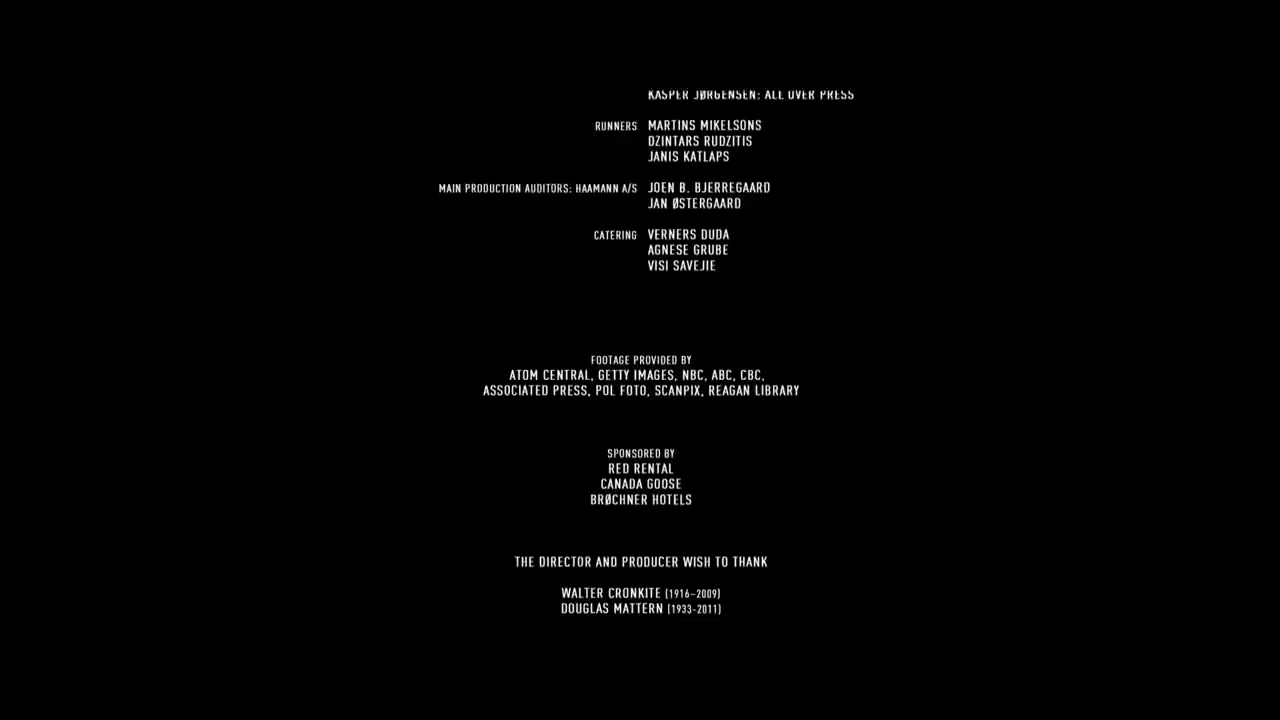 KASPER JØRGENSEN: ALL OVER PRESS
RUNNERS MARTINS MIKELSONS
DZINTARS RUDZITIS
JANIS KATLAPS
MAIN PRODUCTION AUDITORS: HAAMANN A/S JOEN B. BJERREGAARD
JAN ØSTERGAARD
CATERING VERNERS DUDA
AGNESE GRUBE
VISI SAVEJIE
FOOTAGE PROVIDED BY
ATOM CENTRAL, GETTY IMAGES, NBC, ABC, CBC,
ASSOCIATED PRESS, POL FOTO, SCANPIX, REAGAN LIBRARY
SPONSORED BY
RED RENTAL
CANADA GOOSE
BRØCHNER HOTELS
THE DIRECTOR AND PRODUCER WISH TO THANK
WALTER CRONKITE (1916–2009)
DOUGLAS MATTERN (1933-2011)